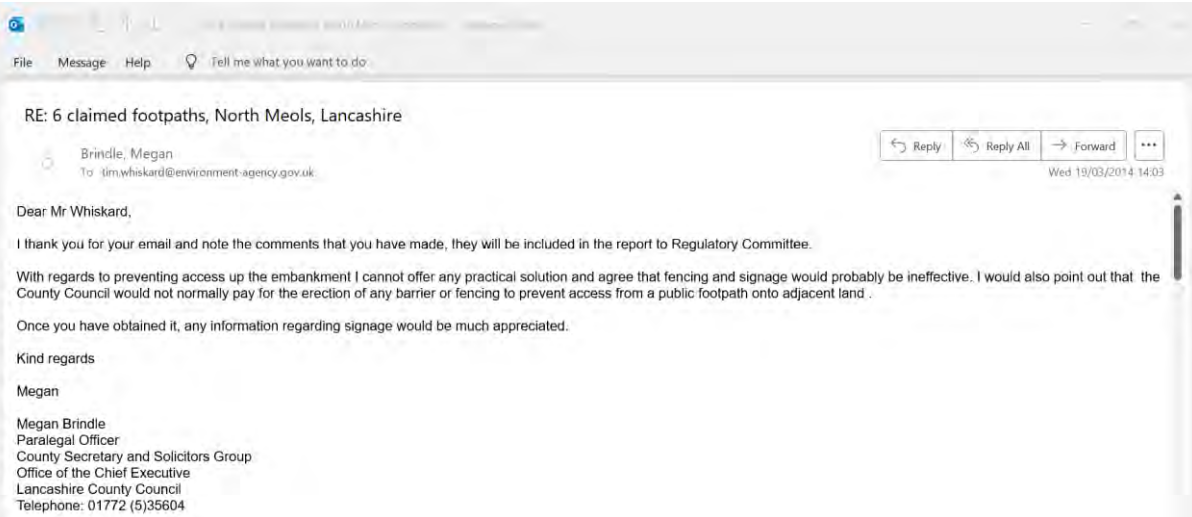 File Message Help Tell me what you want to do
RE: 6 claimed footpaths, North Meols, Lancashire
Reply Reply All Forward
Brindle, Megan
To tim.whiskard@environment-agency.gov.uk
Wed 19/03/2014 14:03
Dear Mr Whiskard,
I thank you for your email and note the comments that you have made, they will be included in the report to Regulatory Committee.
With regards to preventing access up the embankment I cannot offer any practical solution and agree that fencing and signage would probably be ineffective. I would also point out that the
County Council would not normally pay for the erection of any barrier or fencing to prevent access from a public footpath onto adjacent land .
Once you have obtained it, any information regarding signage would be much appreciated.
Kind regards
Megan
Megan Brindle
Paralegal Officer
County Secretary and Solicitors Group
Office of the Chief Executive
Lancashire County Council
Telephone: 01772 (5)35604